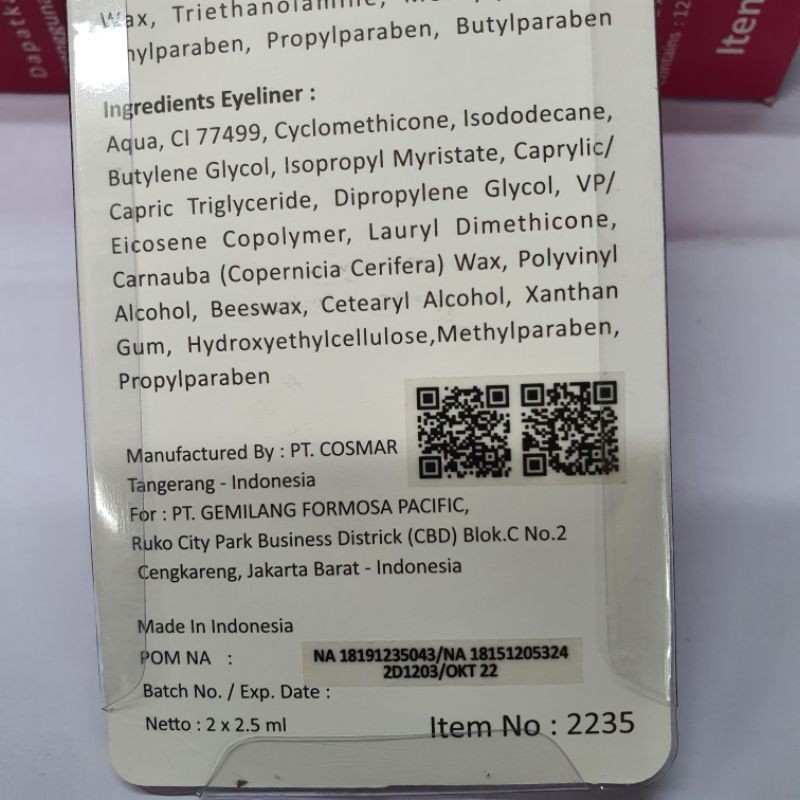 Dapatka
Item
Wax, Triethanolamine,
Propylparaben, Butylparaben
Ingredients Eyeliner :
Aqua, CI 77499, Cyclomethicone, Isododecane,
Butylene Glycol, Isopropyl Myristate, Caprylic/
Capric Triglyceride, Dipropylene Glycol, VP/
Eicosene Copolymer, Lauryl Dimethicone,
Carnauba (Copernicia Cerifera) Wax, Polyvinyl
Alcohol, Beeswax, Cetearyl Alcohol, Xanthan
Gum, Hydroxyethylcellulose,Methylparaben,
Propylparaben
Manufactured By : PT. COSMAR
Tangerang - Indonesia
For : PT. GEMILANG FORMOSA PACIFIC,
Ruko City Park Business Districk (CBD) Blok.C No.2
Cengkareng, Jakarta Barat - Indonesia
Made In Indonesia
POM NA : NA 18191235043/NA 18151205324
2D1203/OKT 22
Batch No. / Exp. Date :
Netto : 2 x 2.5 ml
Item No : 2235